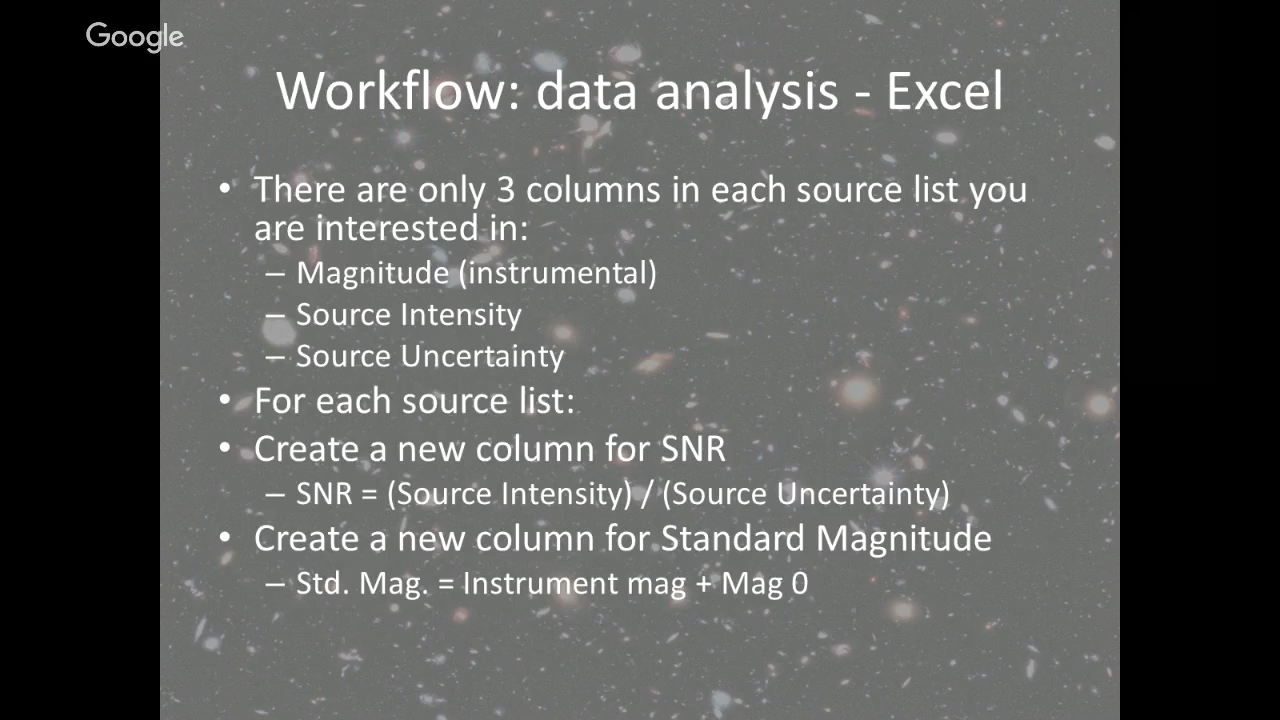 Google
Workflow: data analysis - Excel
• There are only 3 columns in each source list you
are interested in:
– Magnitude (instrumental)
– Source Intensity
– Source Uncertainty
• For each source list:
• Create a new column for SNR
– SNR = (Source Intensity) / (Source Uncertainty)
• Create a new column for Standard Magnitude
– Std. Mag. = Instrument mag + Mag 0